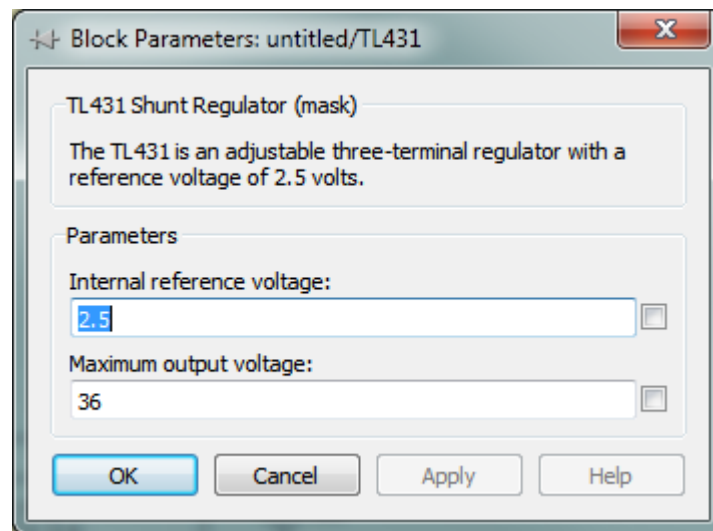 Block Parameters: untitled/TL431
TL431 Shunt Regulator (mask)
The TL431 is an adjustable three-terminal regulator with a
reference voltage of 2.5 volts.
Parameters
Internal reference voltage:
2.5
Maximum output voltage:
36
OK Cancel Apply Help